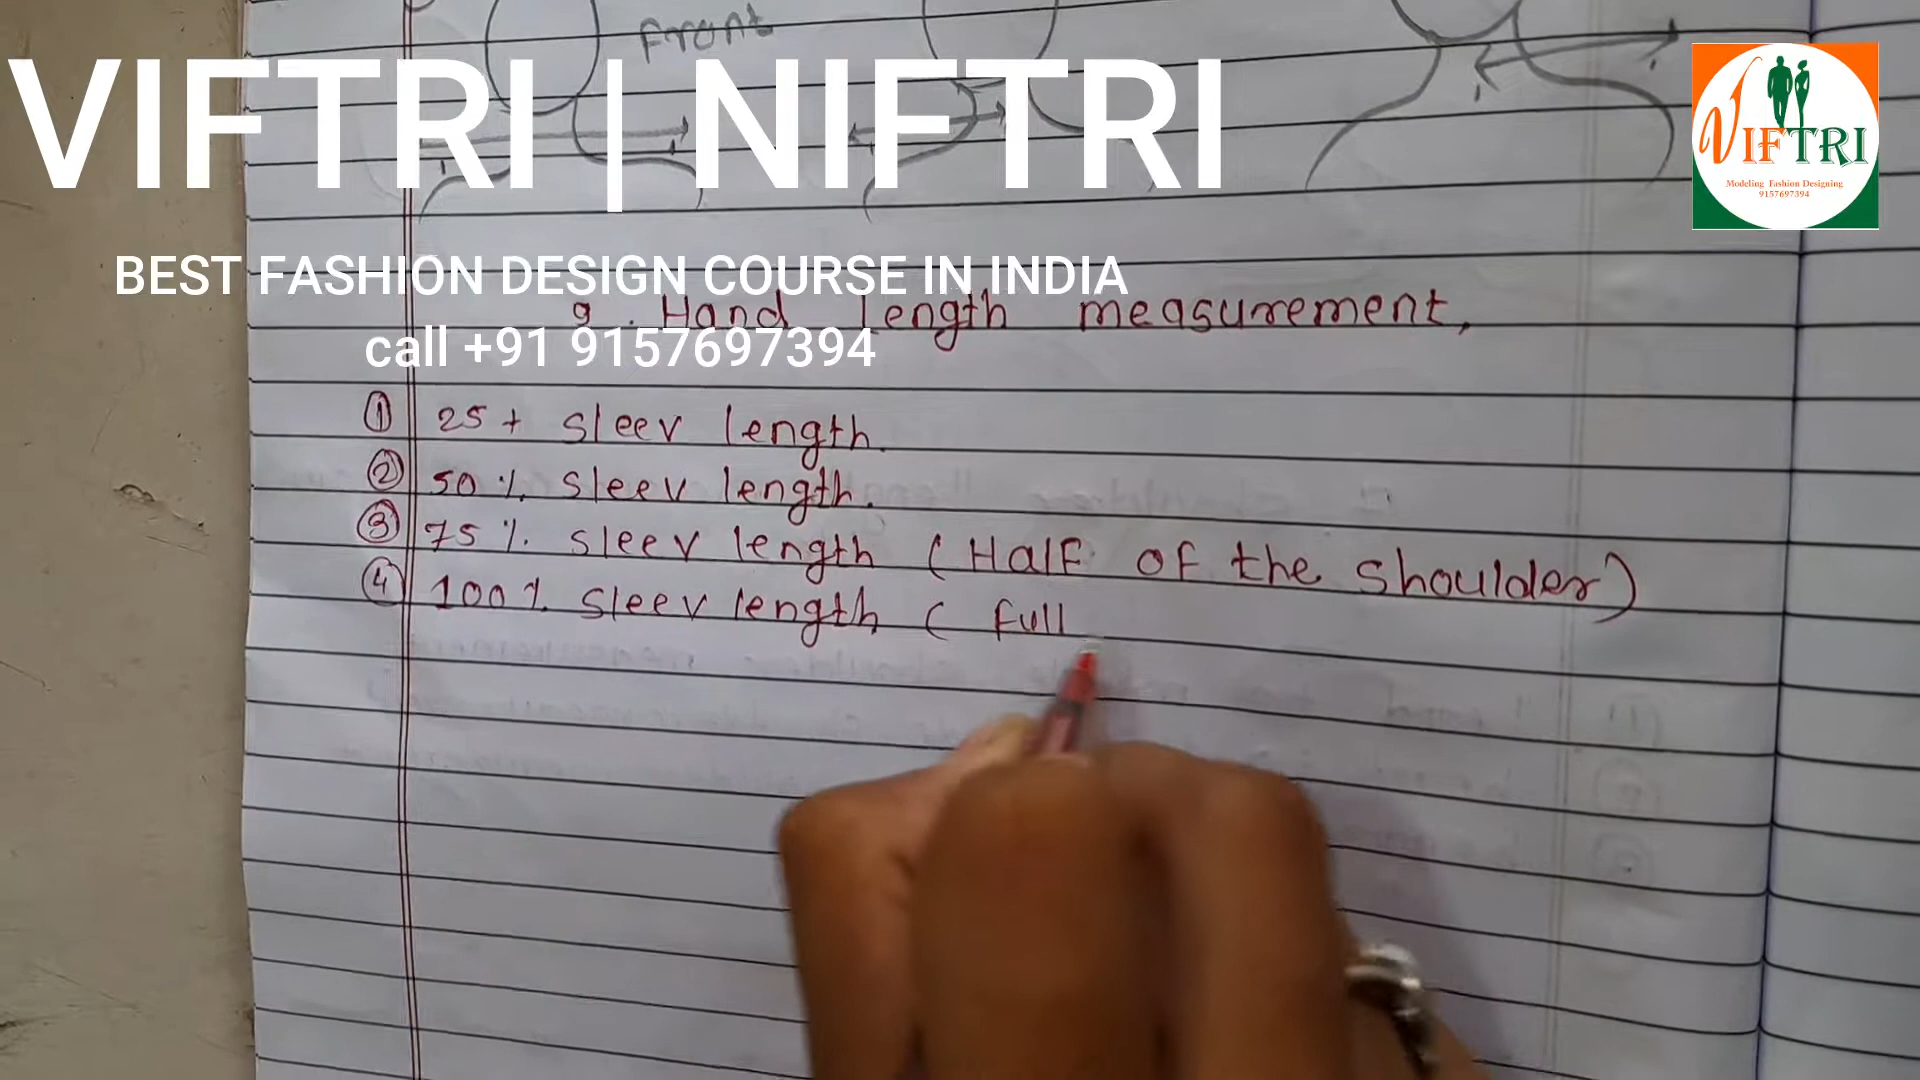 Front
VIFTRI | NIFTRI
VIFTRI
Modeling Fashion Designing
9157697394
BEST FASHION DESIGN COURSE IN INDIA
9. Hand length measurement,
call +91 9157697394
① 25+ sleev length.
② 50% sleev length.
③ 75% sleev length (Half of the shoulder)
④ 100% sleev length ( full